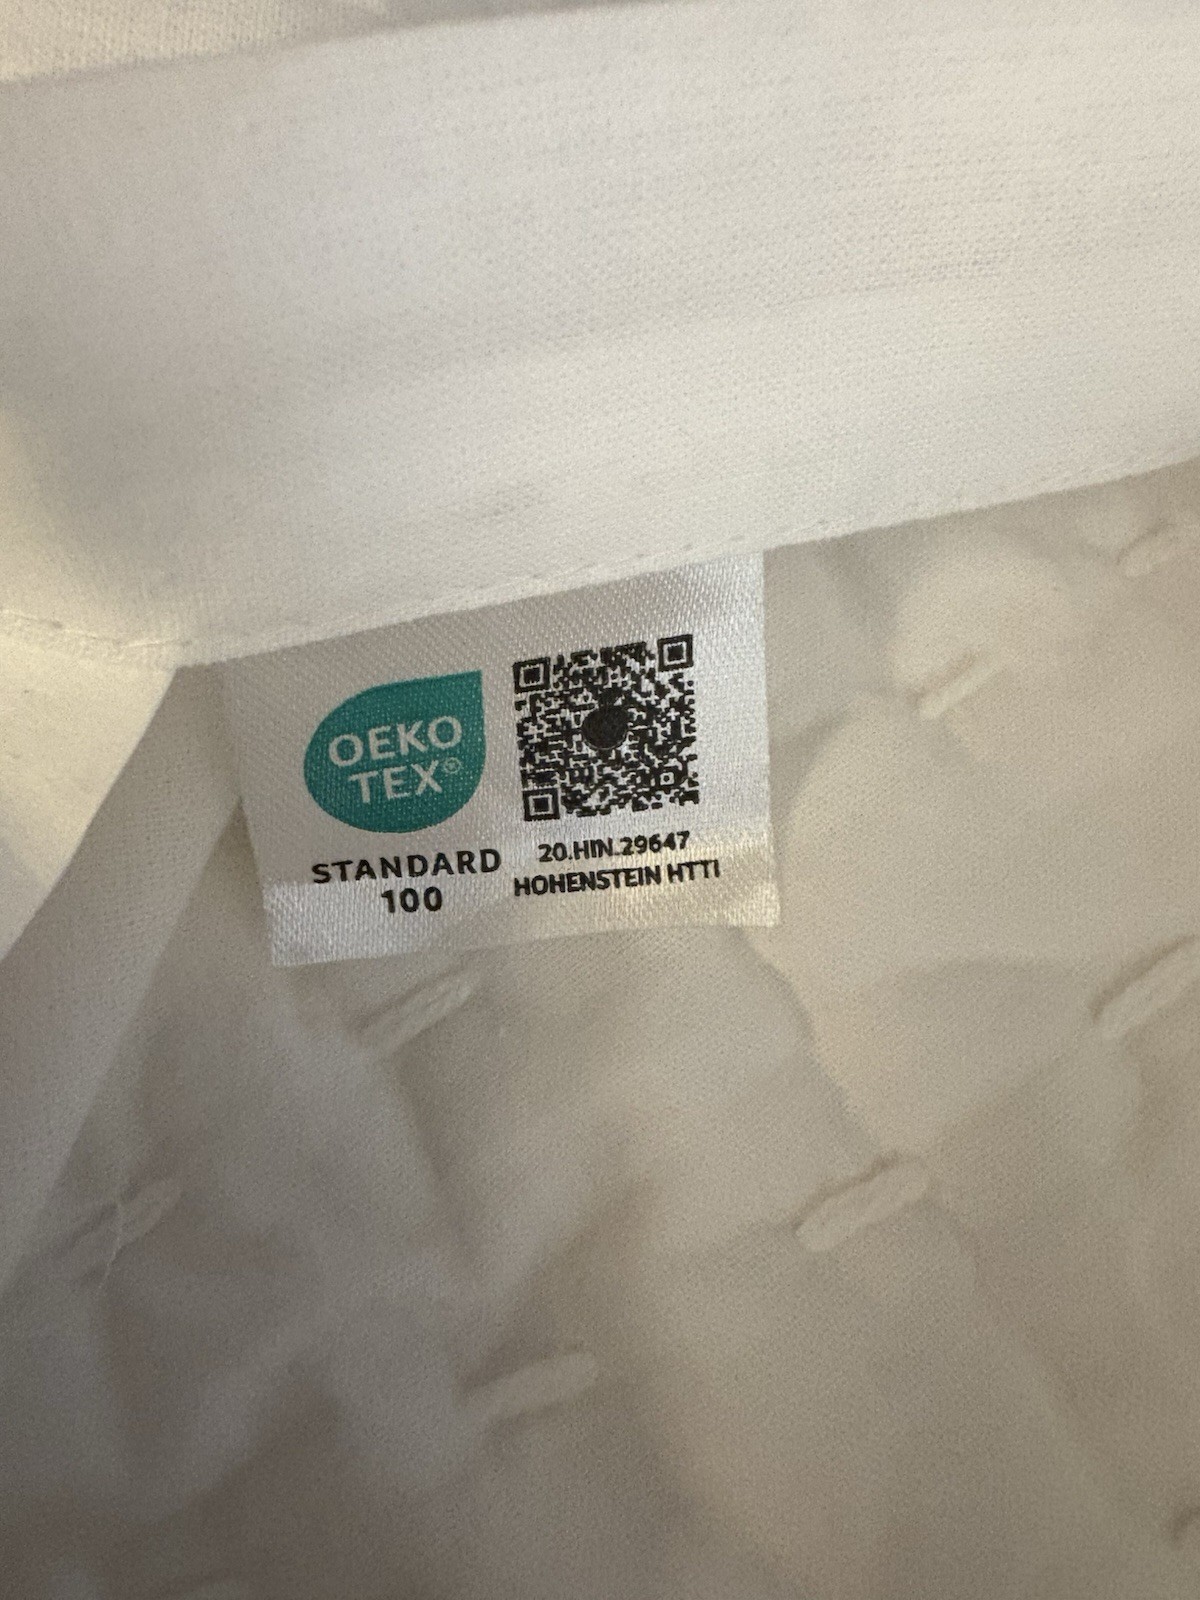 OEKO
TEX®
STANDARD
100
20.HIN.29647
HOHENSTEIN HTTI